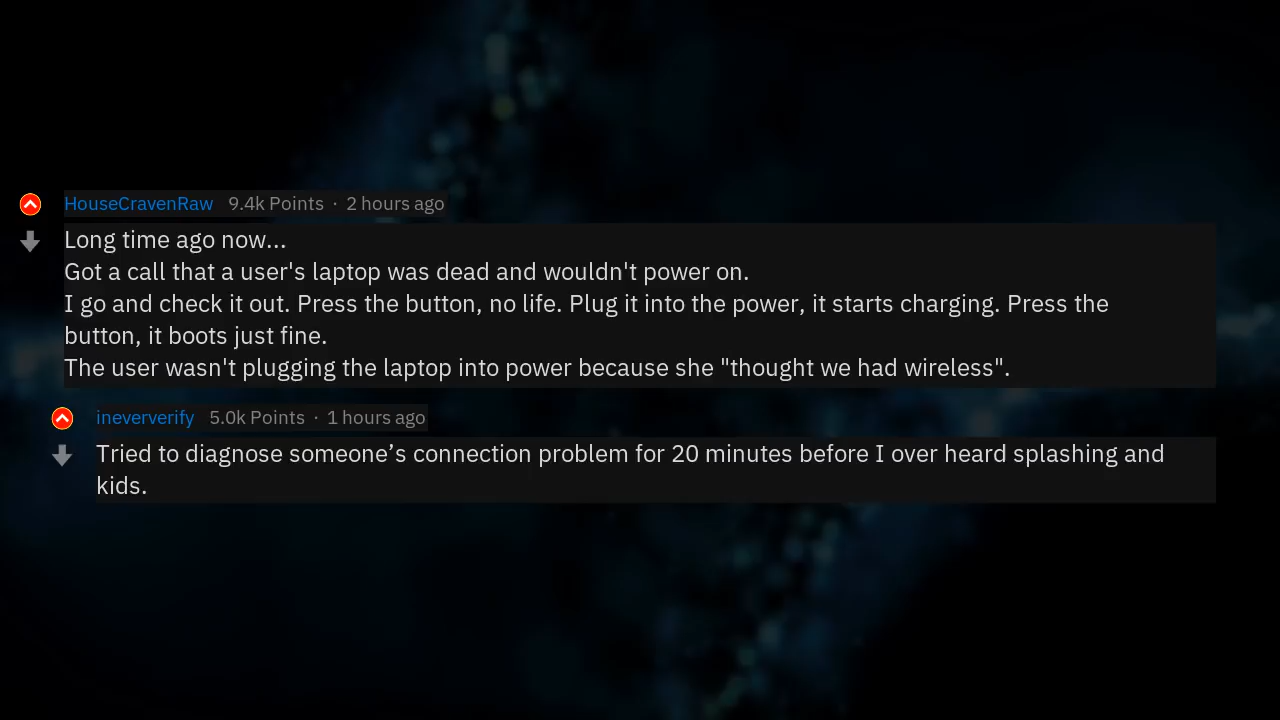 HouseCravenRaw 9.4k Points · 2 hours ago
Long time ago now...
Got a call that a user's laptop was dead and wouldn't power on.
I go and check it out. Press the button, no life. Plug it into the power, it starts charging. Press the
button, it boots just fine.
The user wasn't plugging the laptop into power because she "thought we had wireless".
ineververify 5.0k Points · 1 hours ago
Tried to diagnose someone’s connection problem for 20 minutes before I over heard splashing and
kids.